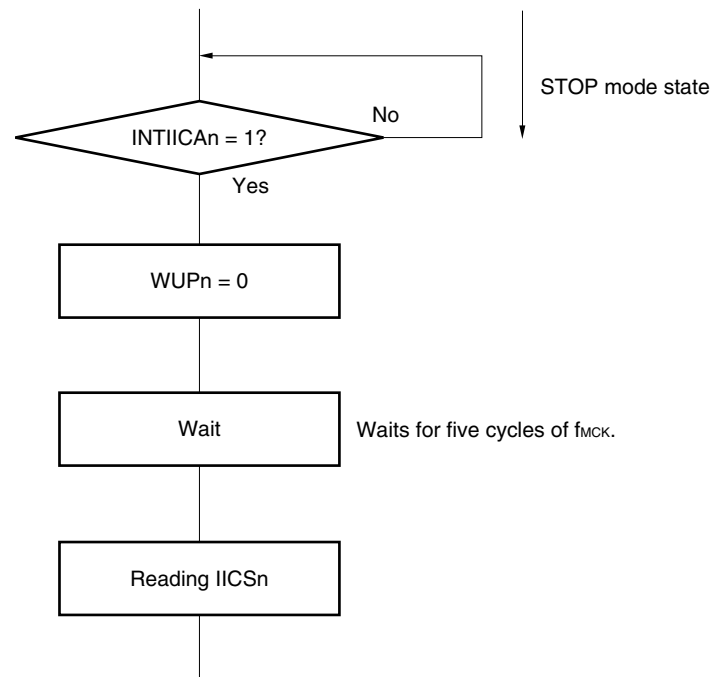 STOP mode state
No
INTIICAn = 1?
Yes
WUPn = 0
Wait
Waits for five cycles of fMCK.
Reading IICSn